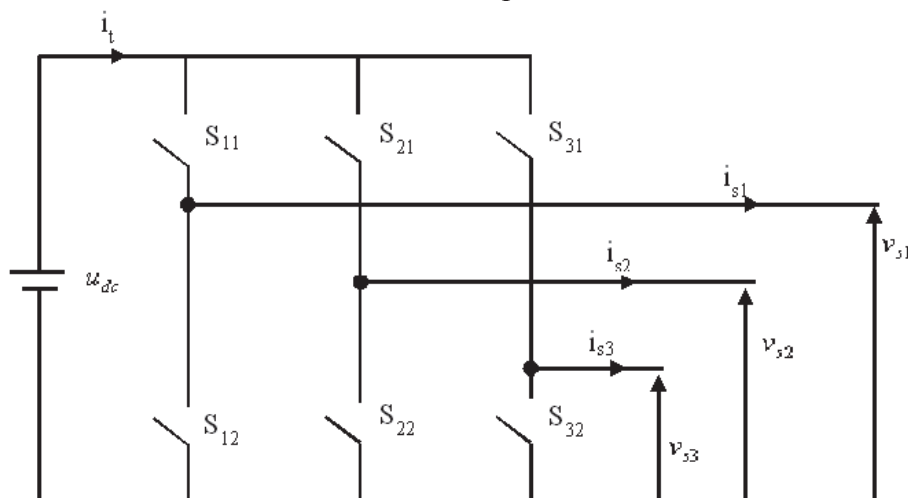 i_t
S_11
S_21
S_31
i_s1
v_s1
i_s2
u_dc
v_s2
i_s3
S_12
S_22
S_32
v_s3